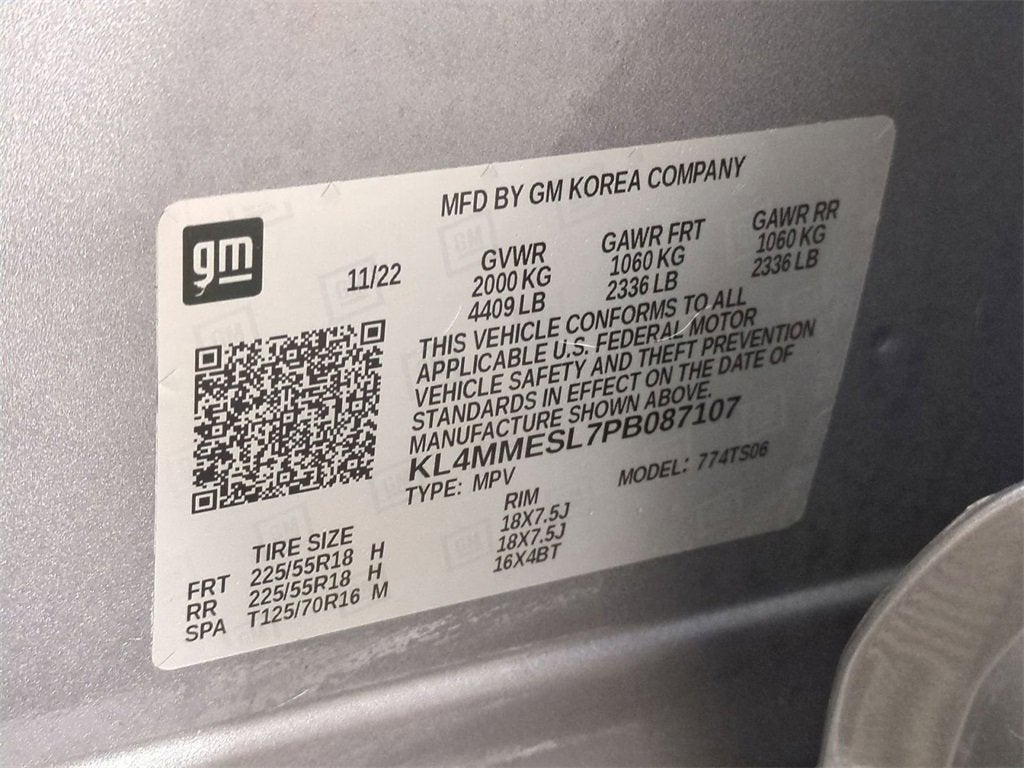 MFD BY GM KOREA COMPANY
gm
11/22
GVWR GAWR FRT GAWR RR
2000 KG 1060 KG 1060 KG
4409 LB 2336 LB 2336 LB
THIS VEHICLE CONFORMS TO ALL
APPLICABLE U.S. FEDERAL MOTOR
VEHICLE SAFETY AND THEFT PREVENTION
STANDARDS IN EFFECT ON THE DATE OF
MANUFACTURE SHOWN ABOVE.
KL4MMESL7PB087107
TYPE: MPV MODEL: 774TS06
TIRE SIZE RIM
FRT 225/55R18 H 18X7.5J
RR 225/55R18 H 18X7.5J
SPA T125/70R16 M 16X4BT